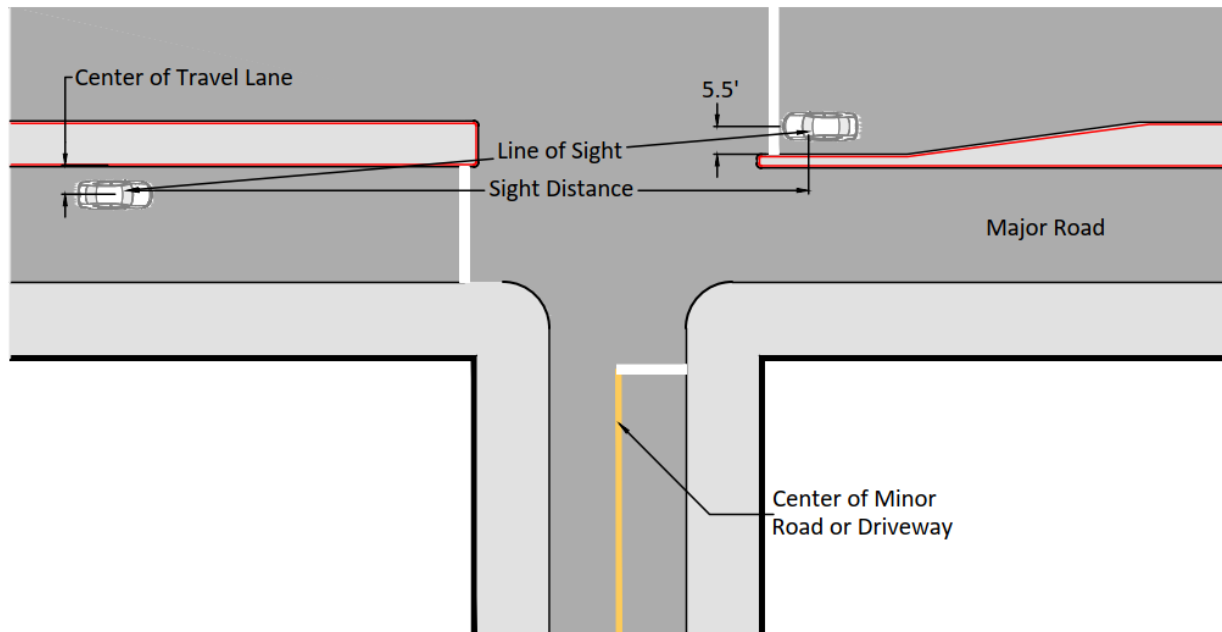 Center of Travel Lane
5.5'
Line of Sight
Sight Distance
Major Road
Center of Minor
Road or Driveway